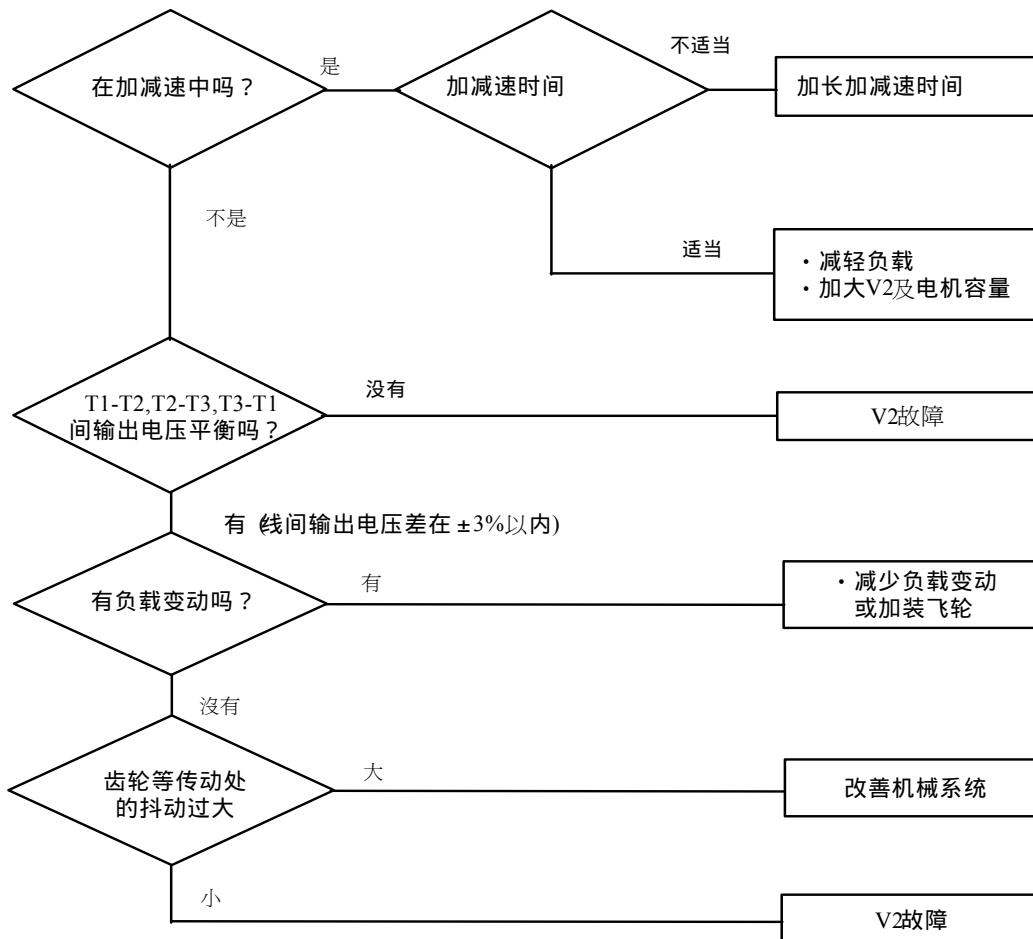 在加减速中吗？
是
加减速时间
不适当
加长加减速时间
不是
适当
・减轻负载
・加大V2及电机容量
T1-T2,T2-T3,T3-T1
间输出电压平衡吗？
没有
V2故障
有 (线间输出电压差在 ±3%以内)
有负载变动吗？
有
・减少负载变动
或加装飞轮
沒有
齿轮等传动处
的抖动过大
大
改善机械系统
小
V2故障